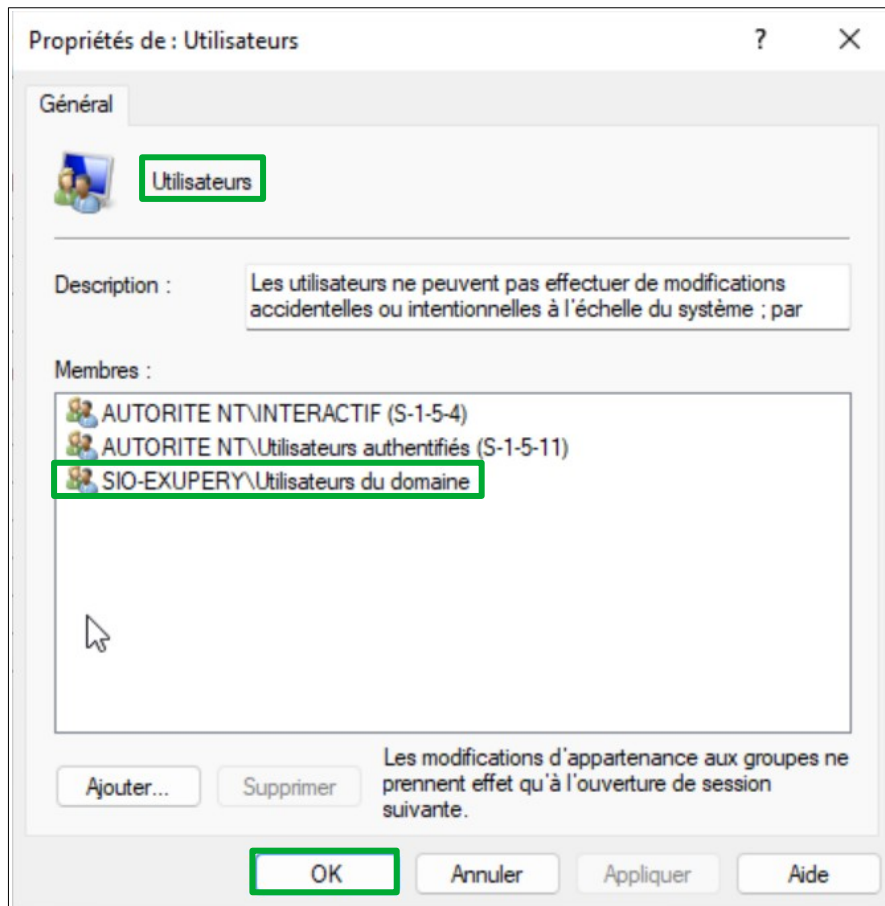 Propriétés de : Utilisateurs
?
Général
Utilisateurs
Description :
Les utilisateurs ne peuvent pas effectuer de modifications
accidentelles ou intentionnelles à l'échelle du système ; par
Membres :
AUTORITE NT\INTERACTIF (S-1-5-4)
AUTORITE NT\Utilisateurs authentifiés (S-1-5-11)
SIO-EXUPERY\Utilisateurs du domaine
Ajouter...
Supprimer
Les modifications d'appartenance aux groupes ne
prennent effet qu'à l'ouverture de session
suivante.
OK
Annuler
Appliquer
Aide